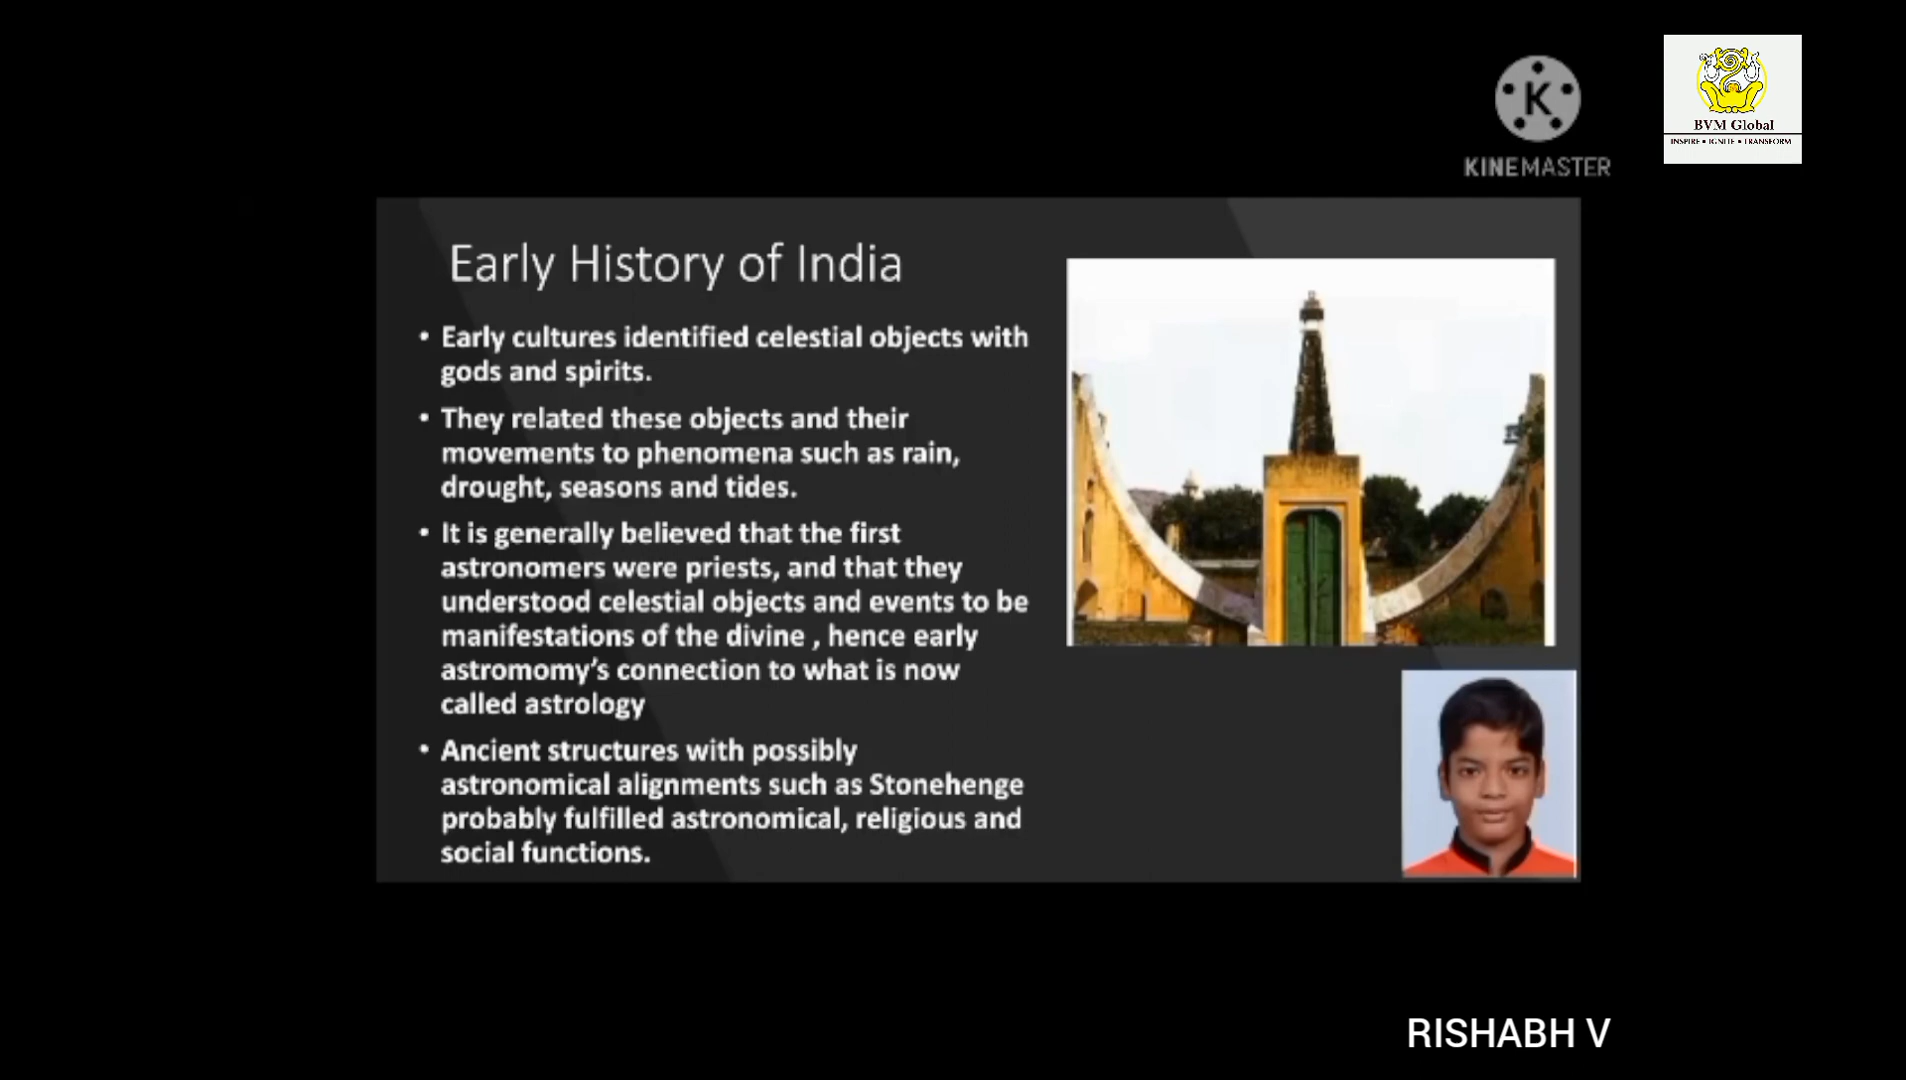 K
KINEMASTER
BVM Global
INSPIRE • IGNITE • TRANSFORM
Early History of India
• Early cultures identified celestial objects with
gods and spirits.
• They related these objects and their
movements to phenomena such as rain,
drought, seasons and tides.
• It is generally believed that the first
astronomers were priests, and that they
understood celestial objects and events to be
manifestations of the divine , hence early
astromomy’s connection to what is now
called astrology
• Ancient structures with possibly
astronomical alignments such as Stonehenge
probably fulfilled astronomical, religious and
social functions.
RISHABH V